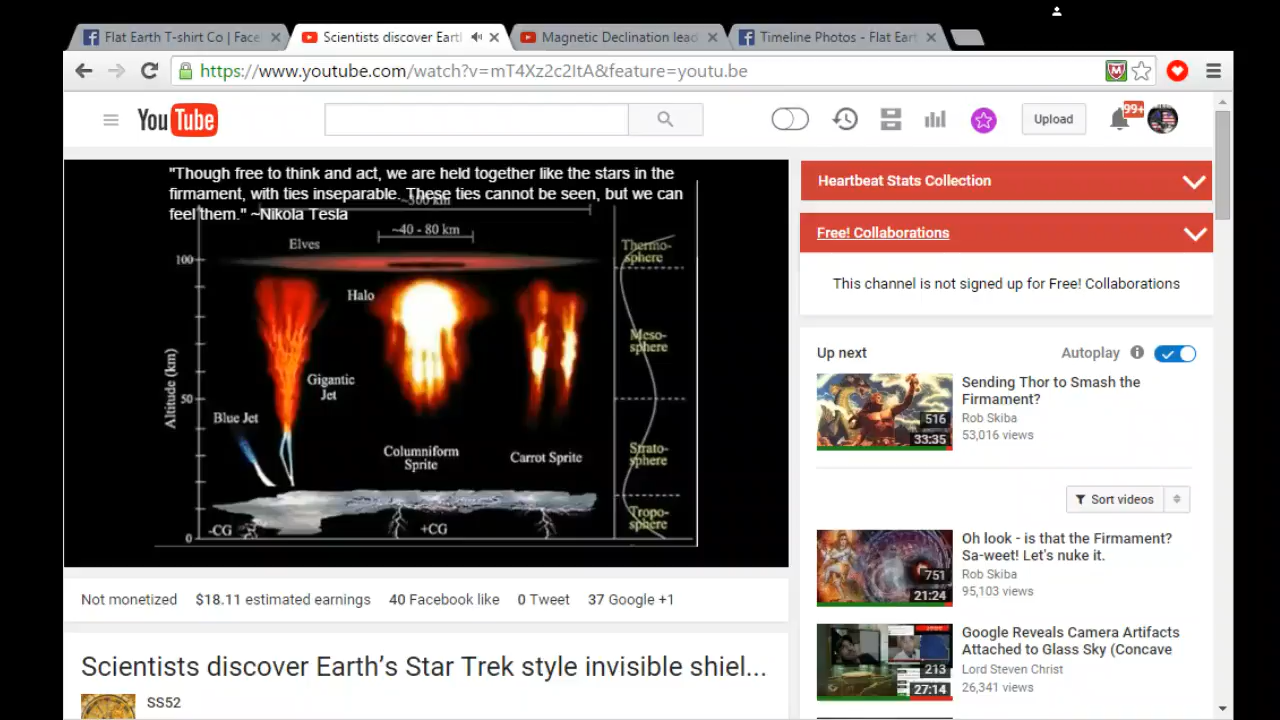 Flat Earth T-shirt Co | Face
Scientists discover Eart
Magnetic Declination lead
Timeline Photos - Flat Eart
https://www.youtube.com/watch?v=mT4Xz2c2ItA&feature=youtu.be
YouTube
Upload
99+
"Though free to think and act, we are held together like the stars in the
firmament, with ties inseparable. These ties cannot be seen, but we can
feel them." ~Nikola Tesla
~300 km
~40 - 80 km
Elves
Thermo-
sphere
100
Halo
Meso-
sphere
Altitude (km)
Gigantic
Jet
50
Blue Jet
Columniform
Sprite
Carrot Sprite
Strato-
sphere
Tropo-
sphere
-CG
+CG
0
Heartbeat Stats Collection
Free! Collaborations
This channel is not signed up for Free! Collaborations
Up next
Autoplay
Sending Thor to Smash the
Firmament?
Rob Skiba
53,016 views
516
33:35
Sort videos
Oh look - is that the Firmament?
Sa-weet! Let's nuke it.
Rob Skiba
95,103 views
751
21:24
Google Reveals Camera Artifacts
Attached to Glass Sky (Concave
Lord Steven Christ
26,341 views
213
27:14
Not monetized
$18.11 estimated earnings
40 Facebook like
0 Tweet
37 Google +1
Scientists discover Earth's Star Trek style invisible shiel...
SS52